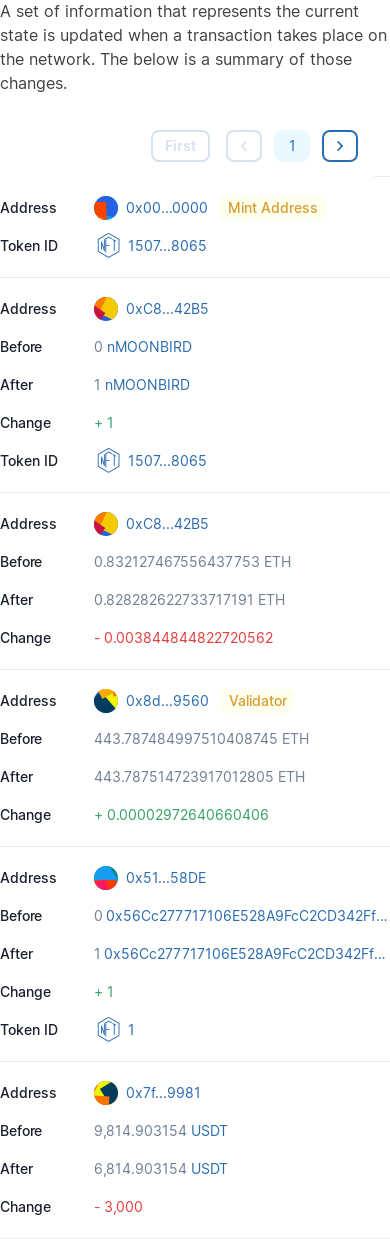 A set of information that represents the current
state is updated when a transaction takes place on
the network. The below is a summary of those
changes.
First
1
Address 0x00...0000 Mint Address
Token ID 1507...8065
Address 0xC8...42B5
Before 0 nMOONBIRD
After 1 nMOONBIRD
Change + 1
Token ID 1507...8065
Address 0xC8...42B5
Before 0.832127467556437753 ETH
After 0.828282622733717191 ETH
Change - 0.003844844822720562
Address 0x8d...9560 Validator
Before 443.787484997510408745 ETH
After 443.787514723917012805 ETH
Change + 0.00002972640660406
Address 0x51...58DE
Before 0 0x56Cc277717106E528A9FcC2CD342Ff...
After 1 0x56Cc277717106E528A9FcC2CD342Ff...
Change + 1
Token ID 1
Address 0x7f...9981
Before 9,814.903154 USDT
After 6,814.903154 USDT
Change - 3,000